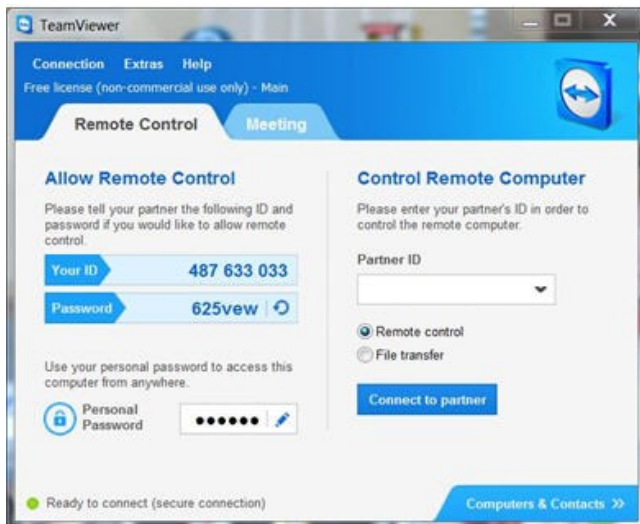 TeamViewer
Connection Extras Help
Free license (non-commercial use only) - Main
Remote Control Meeting
Allow Remote Control
Please tell your partner the following ID and
password if you would like to allow remote
control.
Your ID 487 633 033
Password 625vew
Use your personal password to access this
computer from anywhere.
Personal
Password
Control Remote Computer
Please enter your partner's ID in order to
control the remote computer.
Partner ID
Remote control
File transfer
Connect to partner
Ready to connect (secure connection)
Computers & Contacts >>